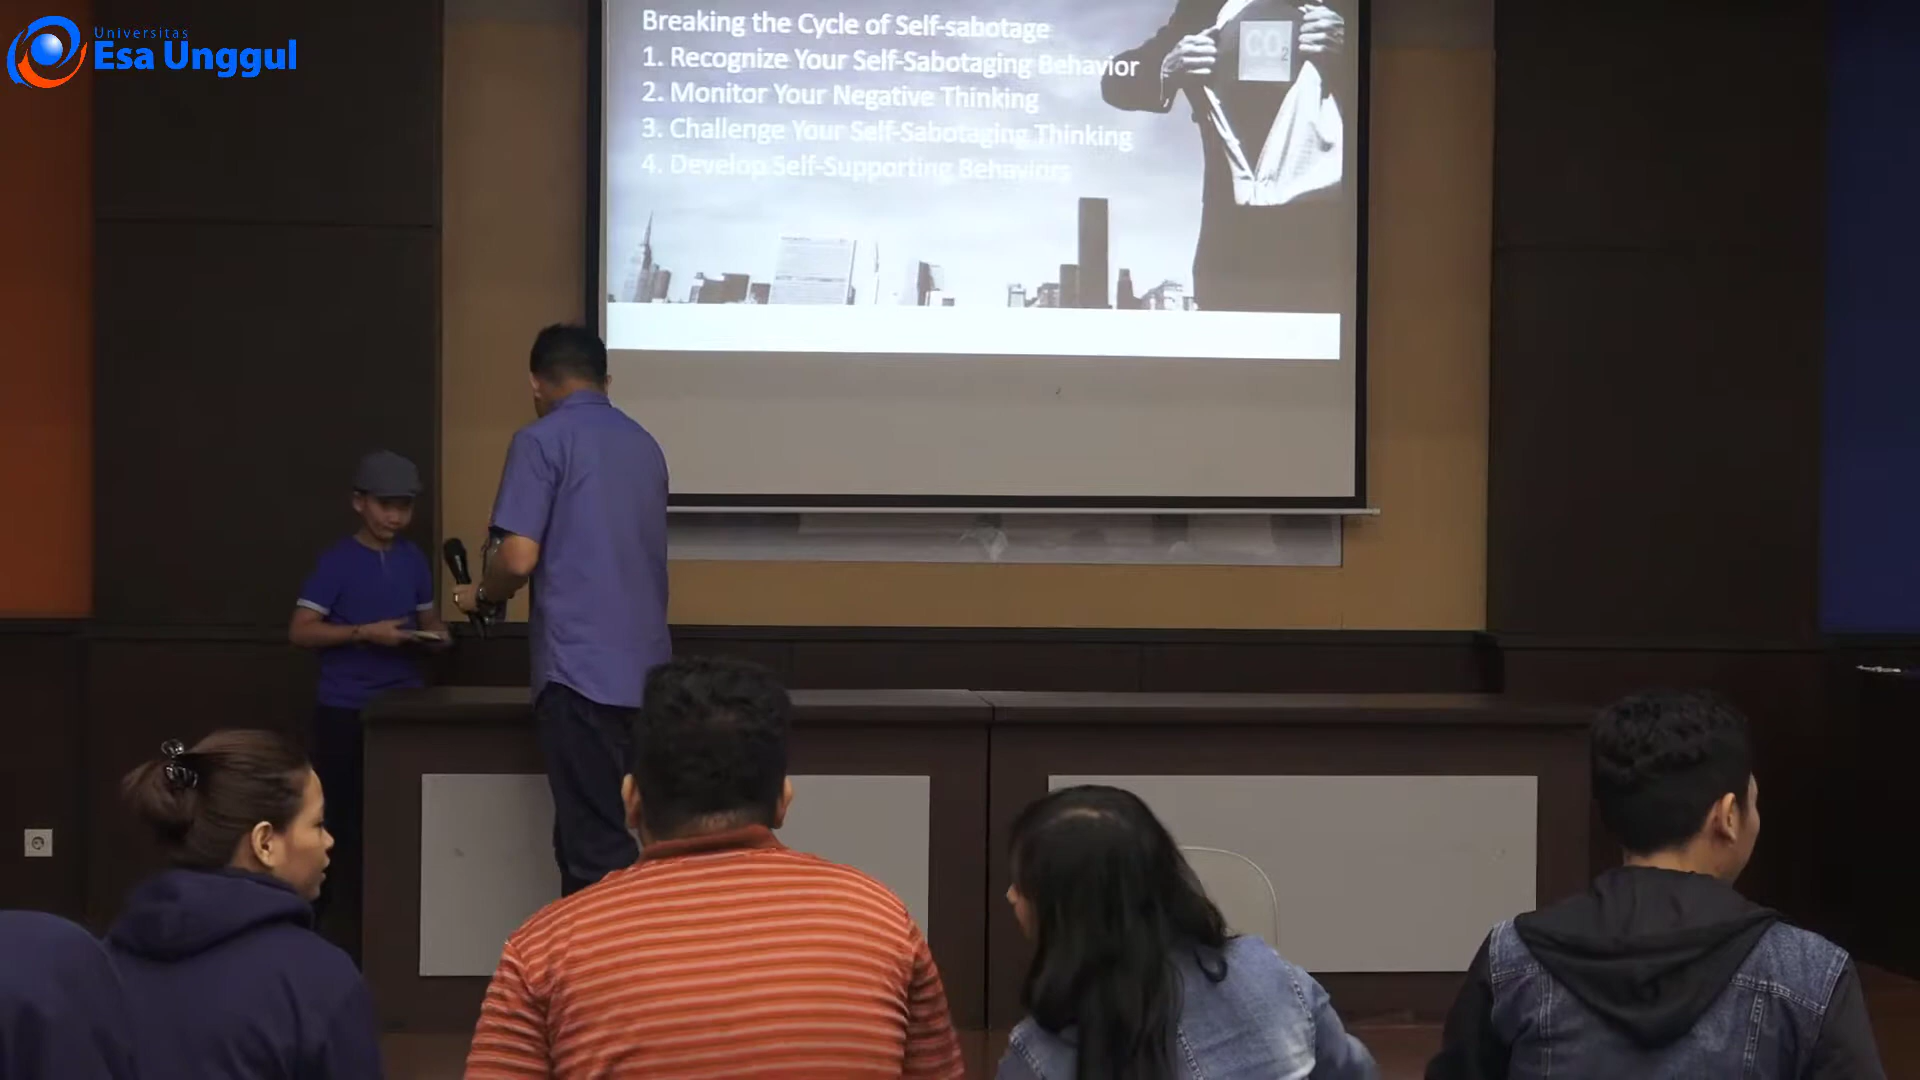 Universitas
Esa Unggul
Breaking the Cycle of Self-sabotage
1. Recognize Your Self-Sabotaging Behavior
2. Monitor Your Negative Thinking
3. Challenge Your Self-Sabotaging Thinking
4. Develop Self-Supporting Behaviors
CO2